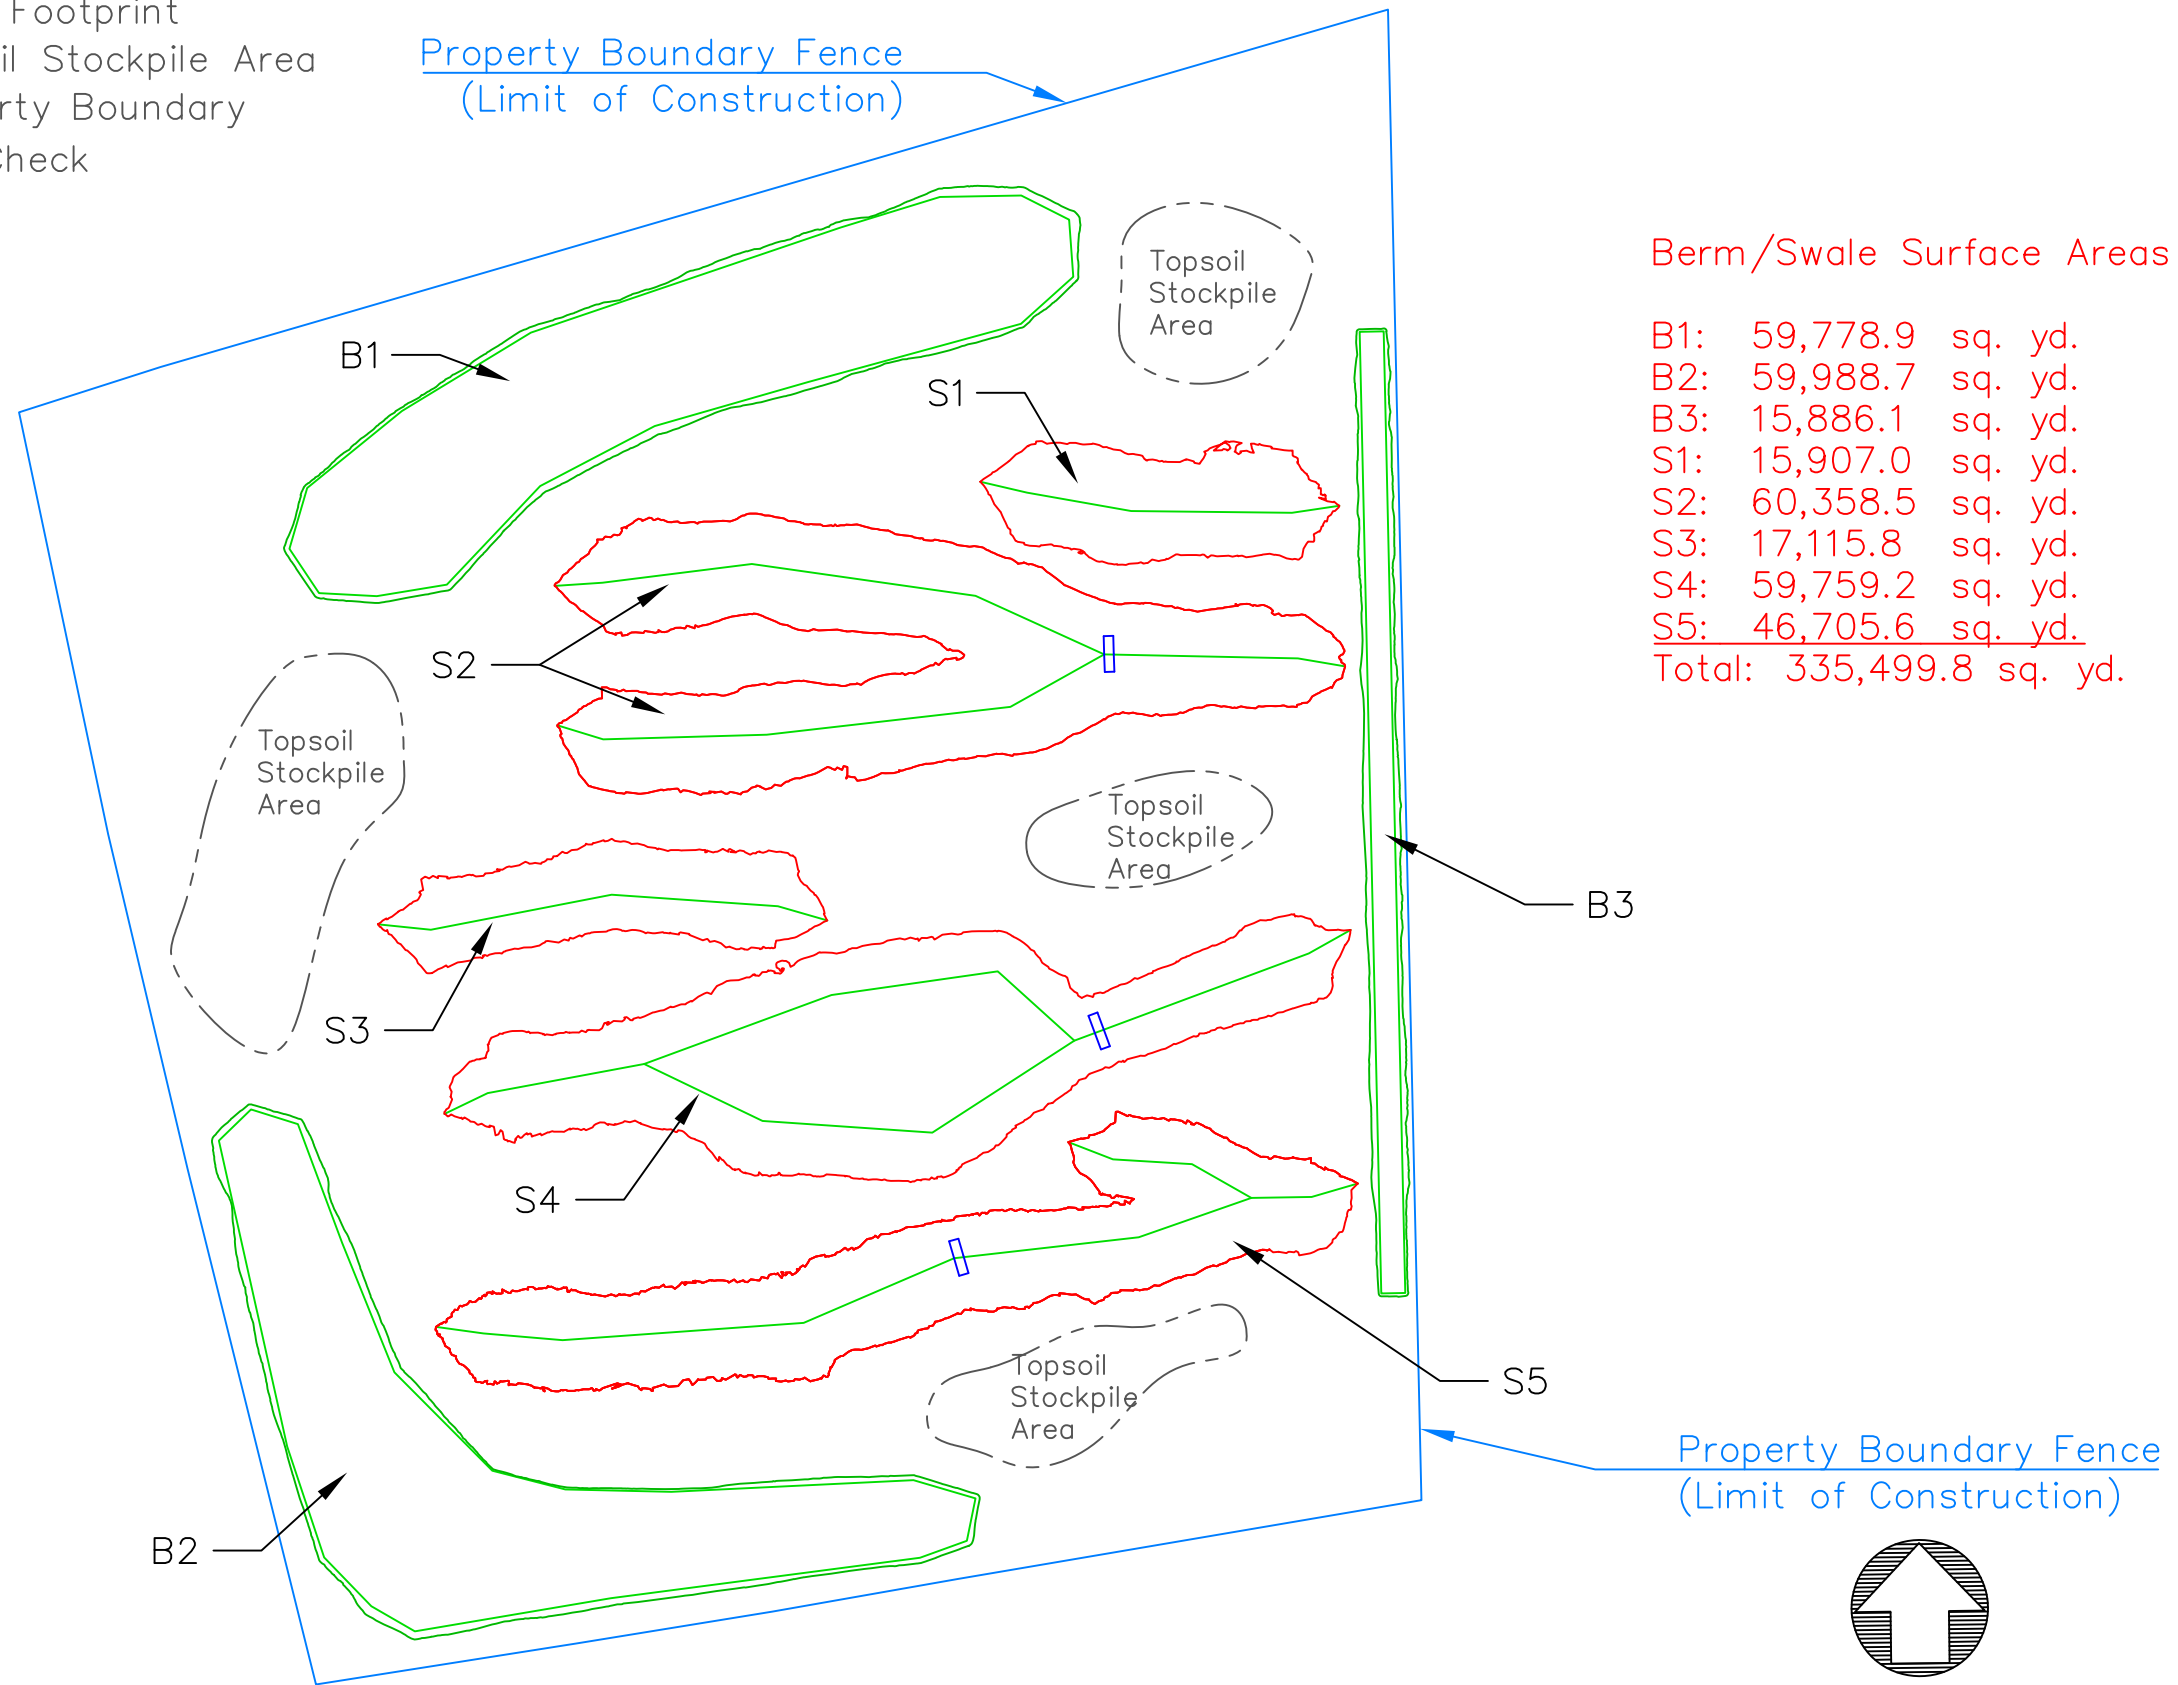 Footprint
il Stockpile Area
rty Boundary
Check
Property Boundary Fence
(Limit of Construction)
Topsoil
Stockpile
Area
B1
S1
Berm/Swale Surface Areas
B1: 59,778.9 sq. yd.
B2: 59,988.7 sq. yd.
B3: 15,886.1 sq. yd.
S1: 15,907.0 sq. yd.
S2: 60,358.5 sq. yd.
S3: 17,115.8 sq. yd.
S4: 59,759.2 sq. yd.
S5: 46,705.6 sq. yd.
Total: 335,499.8 sq. yd.
S2
Topsoil
Stockpile
Area
Topsoil
Stockpile
Area
B3
S3
S4
Topsoil
Stockpile
Area
S5
Property Boundary Fence
(Limit of Construction)
B2